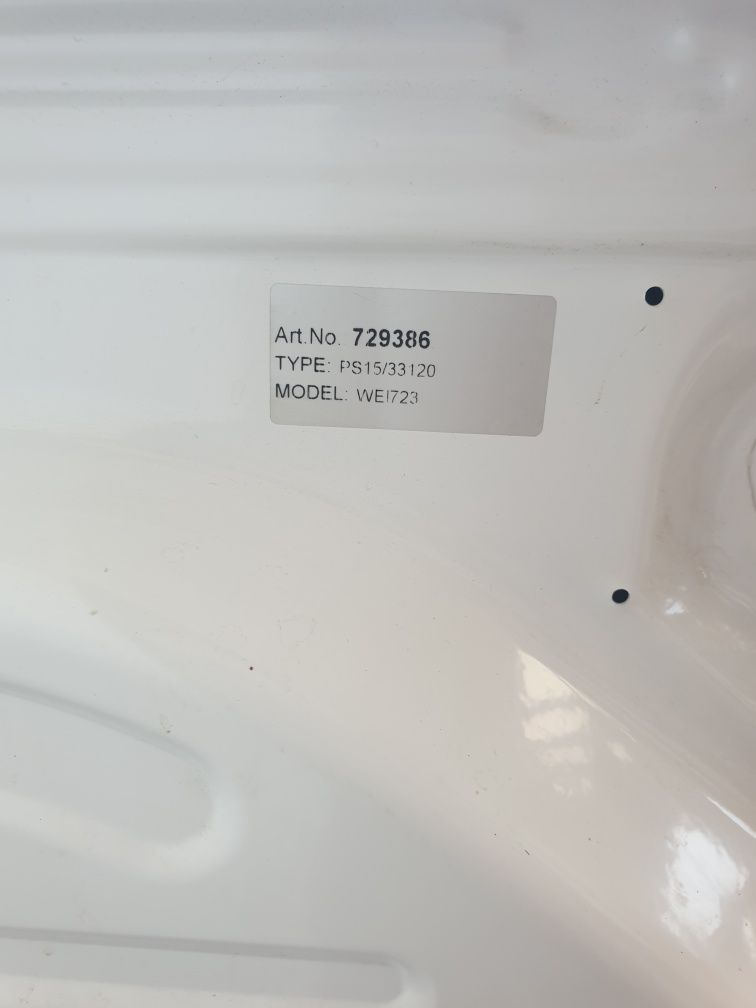 Art.No. 729386
TYPE: PS15/33120
MODEL: WEI723